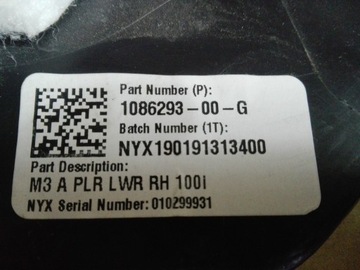 Part Number (P):
1086293-00-G
Batch Number (1T):
NYX190191313400
Part Description:
M3 A PLR LWR RH 100I
NYX Serial Number: 010299931